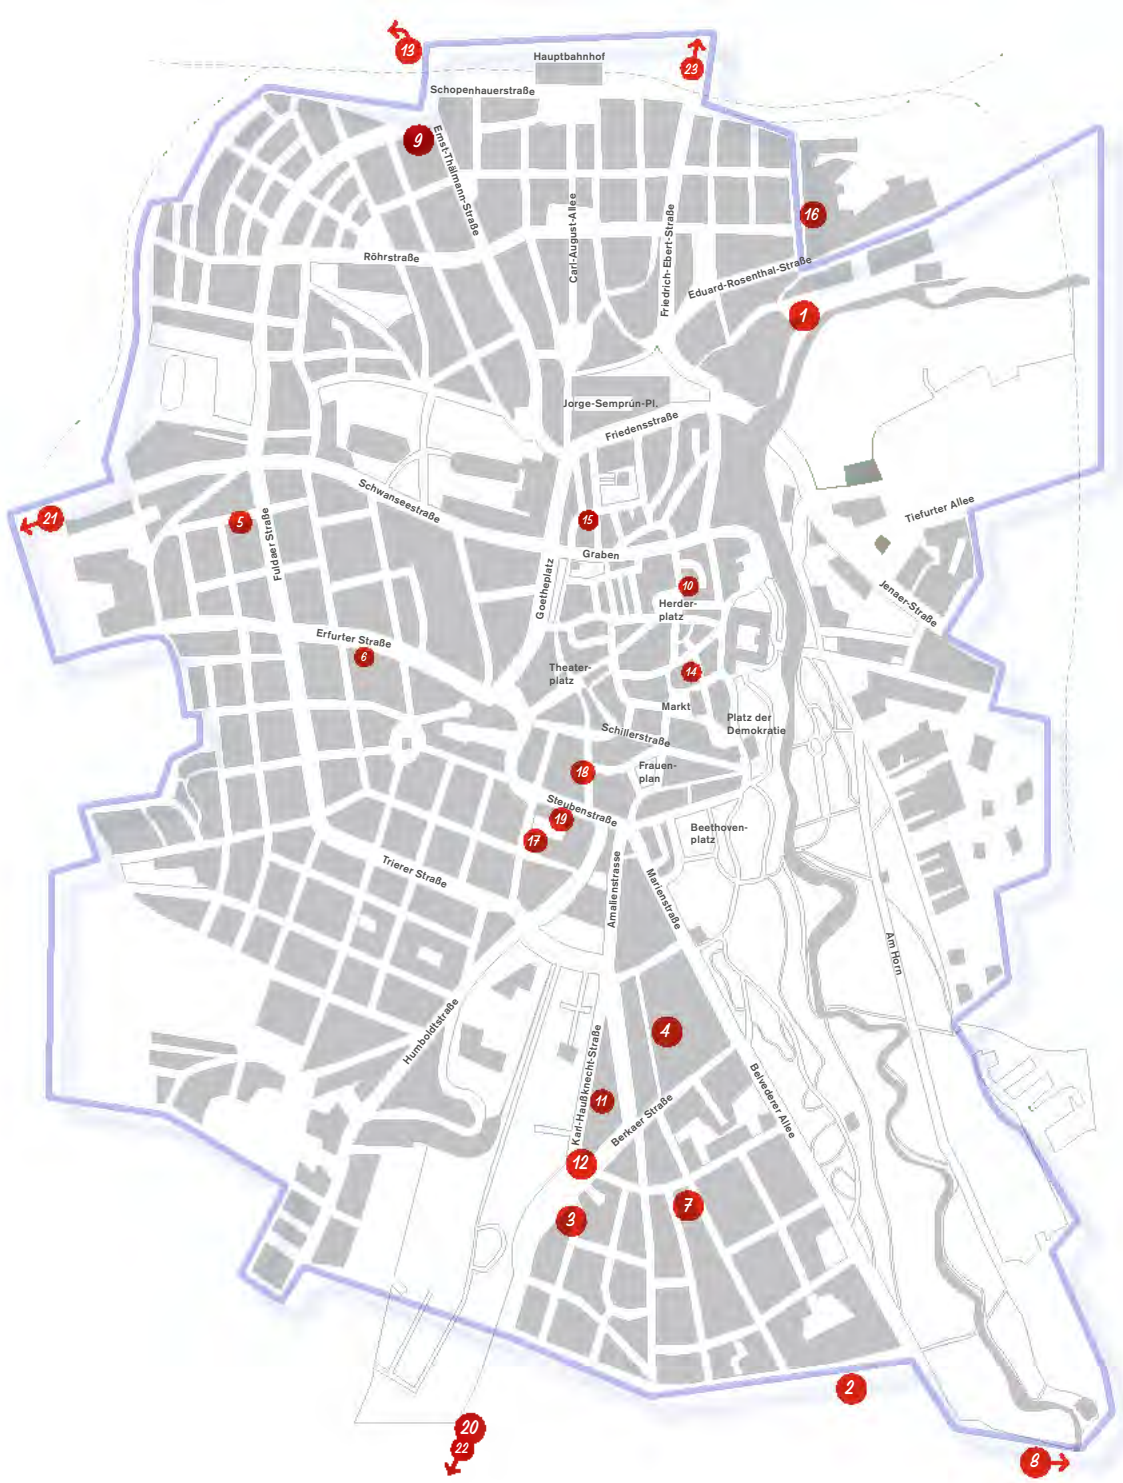 13
23
Hauptbahnhof
Schopenhauerstraße
9
Ernst-Thälmann-Straße
16
Carl-August-Allee
Friedrich-Ebert-Straße
Röhrstraße
Eduard-Rosenthal-Straße
1
Jorge-Semprún-Pl.
Friedensstraße
Schwanseestraße
21
5
Fuldaer Straße
15
Tiefurter Allee
Graben
Goetheplatz
10
Jenaer-Straße
Herder-
platz
Erfurter Straße
6
Theater-
platz
14
Markt
Platz der
Demokratie
Schillerstraße
18
Frauen-
plan
Steubenstraße
19
17
Beethoven-
platz
Trierer Straße
Amalienstrasse
Marienstraße
Am Horn
Humboldtstraße
4
Karl-Haußknecht-Straße
11
Berkaer Straße
Belvederer Allee
12
7
3
2
20
22
8